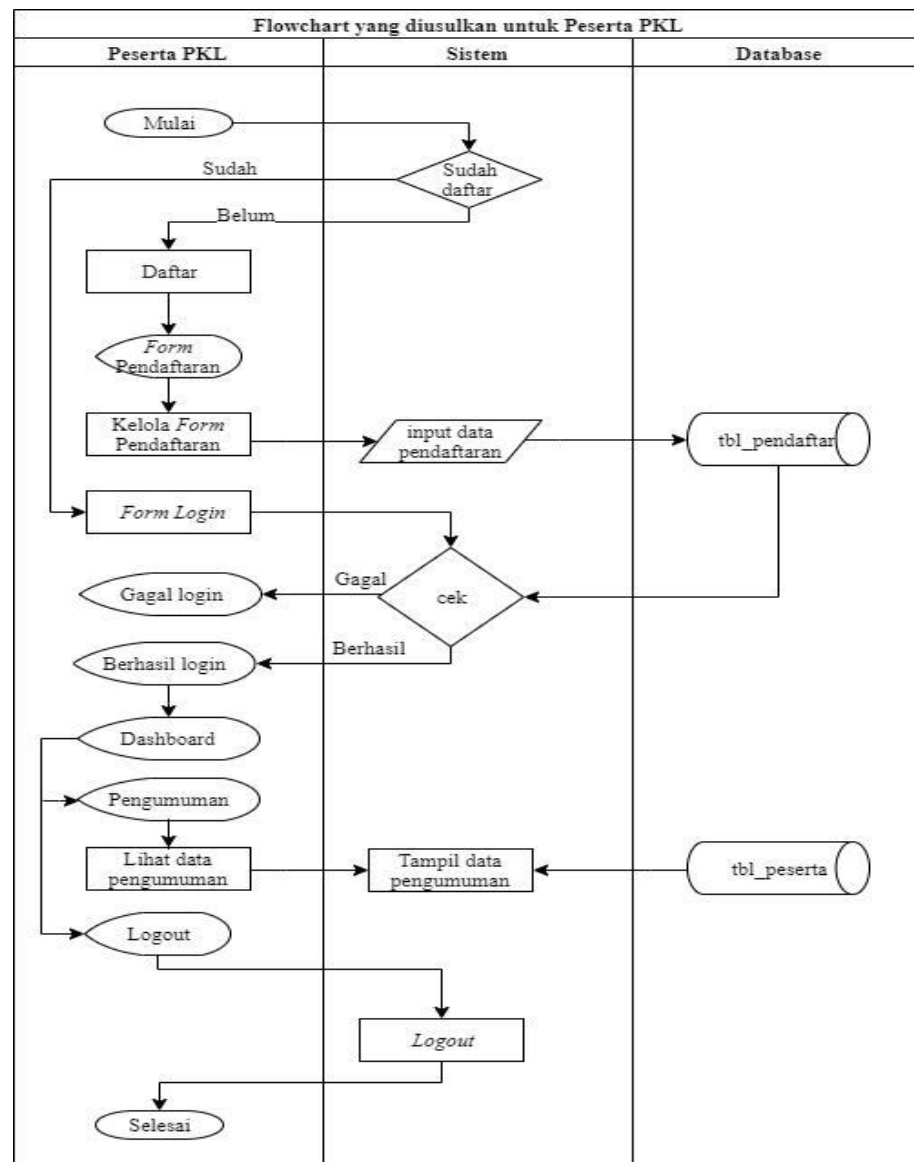 Flowchart yang diusulkan untuk Peserta PKL
Peserta PKL
Sistem
Database
Mulai
Sudah
Sudah
daftar
Belum
Daftar
Form
Pendaftaran
Kelola Form
Pendaftaran
input data
pendaftaran
tbl_pendaftar
Form Login
Gagal
Gagal login
cek
Berhasil
Berhasil login
Dashboard
Pengumuman
Lihat data
pengumuman
Tampil data
pengumuman
tbl_peserta
Logout
Logout
Selesai